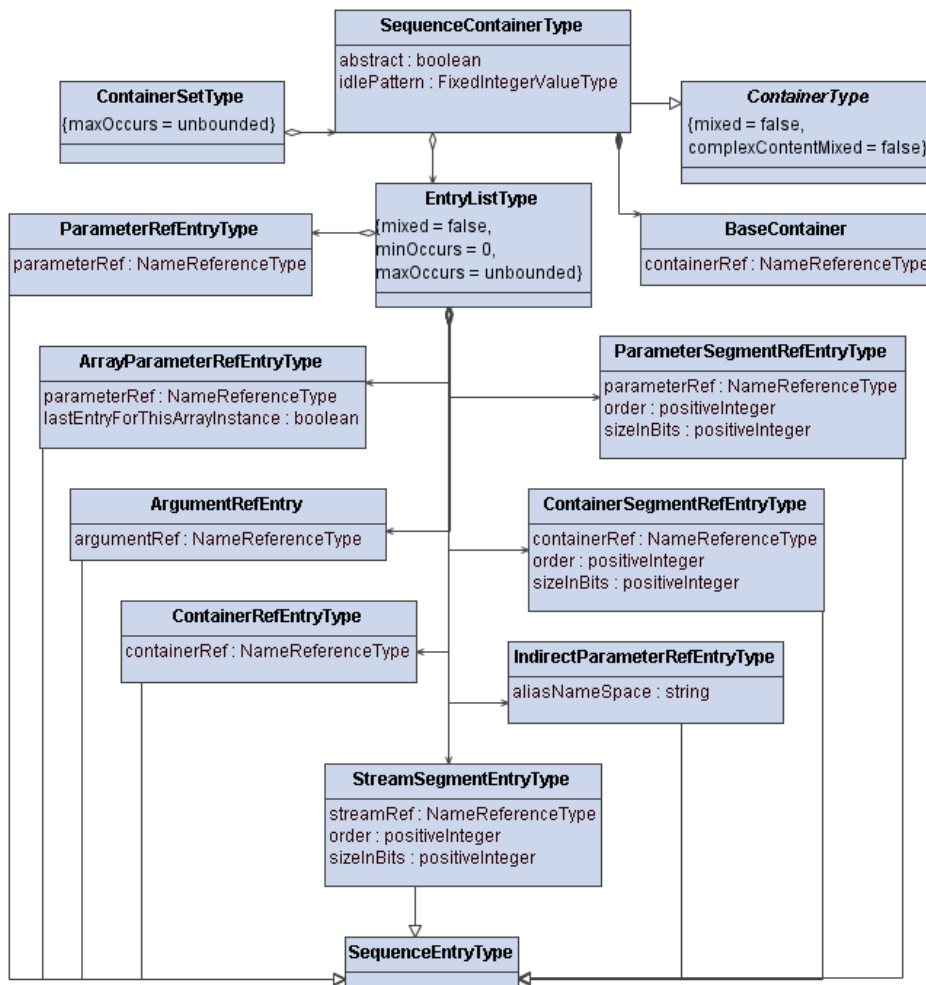 SequenceContainerType
abstract : boolean
idlePattern : FixedIntegerValueType
ContainerSetType
{maxOccurs = unbounded}
ContainerType
{mixed = false,
complexContentMixed = false}
EntryListType
{mixed = false,
minOccurs = 0,
maxOccurs = unbounded}
ParameterRefEntryType
parameterRef : NameReferenceType
BaseContainer
containerRef : NameReferenceType
ArrayParameterRefEntryType
parameterRef : NameReferenceType
lastEntryForThisArrayInstance : boolean
ParameterSegmentRefEntryType
parameterRef : NameReferenceType
order : positiveInteger
sizeInBits : positiveInteger
ArgumentRefEntry
argumentRef : NameReferenceType
ContainerSegmentRefEntryType
containerRef : NameReferenceType
order : positiveInteger
sizeInBits : positiveInteger
ContainerRefEntryType
containerRef : NameReferenceType
IndirectParameterRefEntryType
aliasNameSpace : string
StreamSegmentEntryType
streamRef : NameReferenceType
order : positiveInteger
sizeInBits : positiveInteger
SequenceEntryType